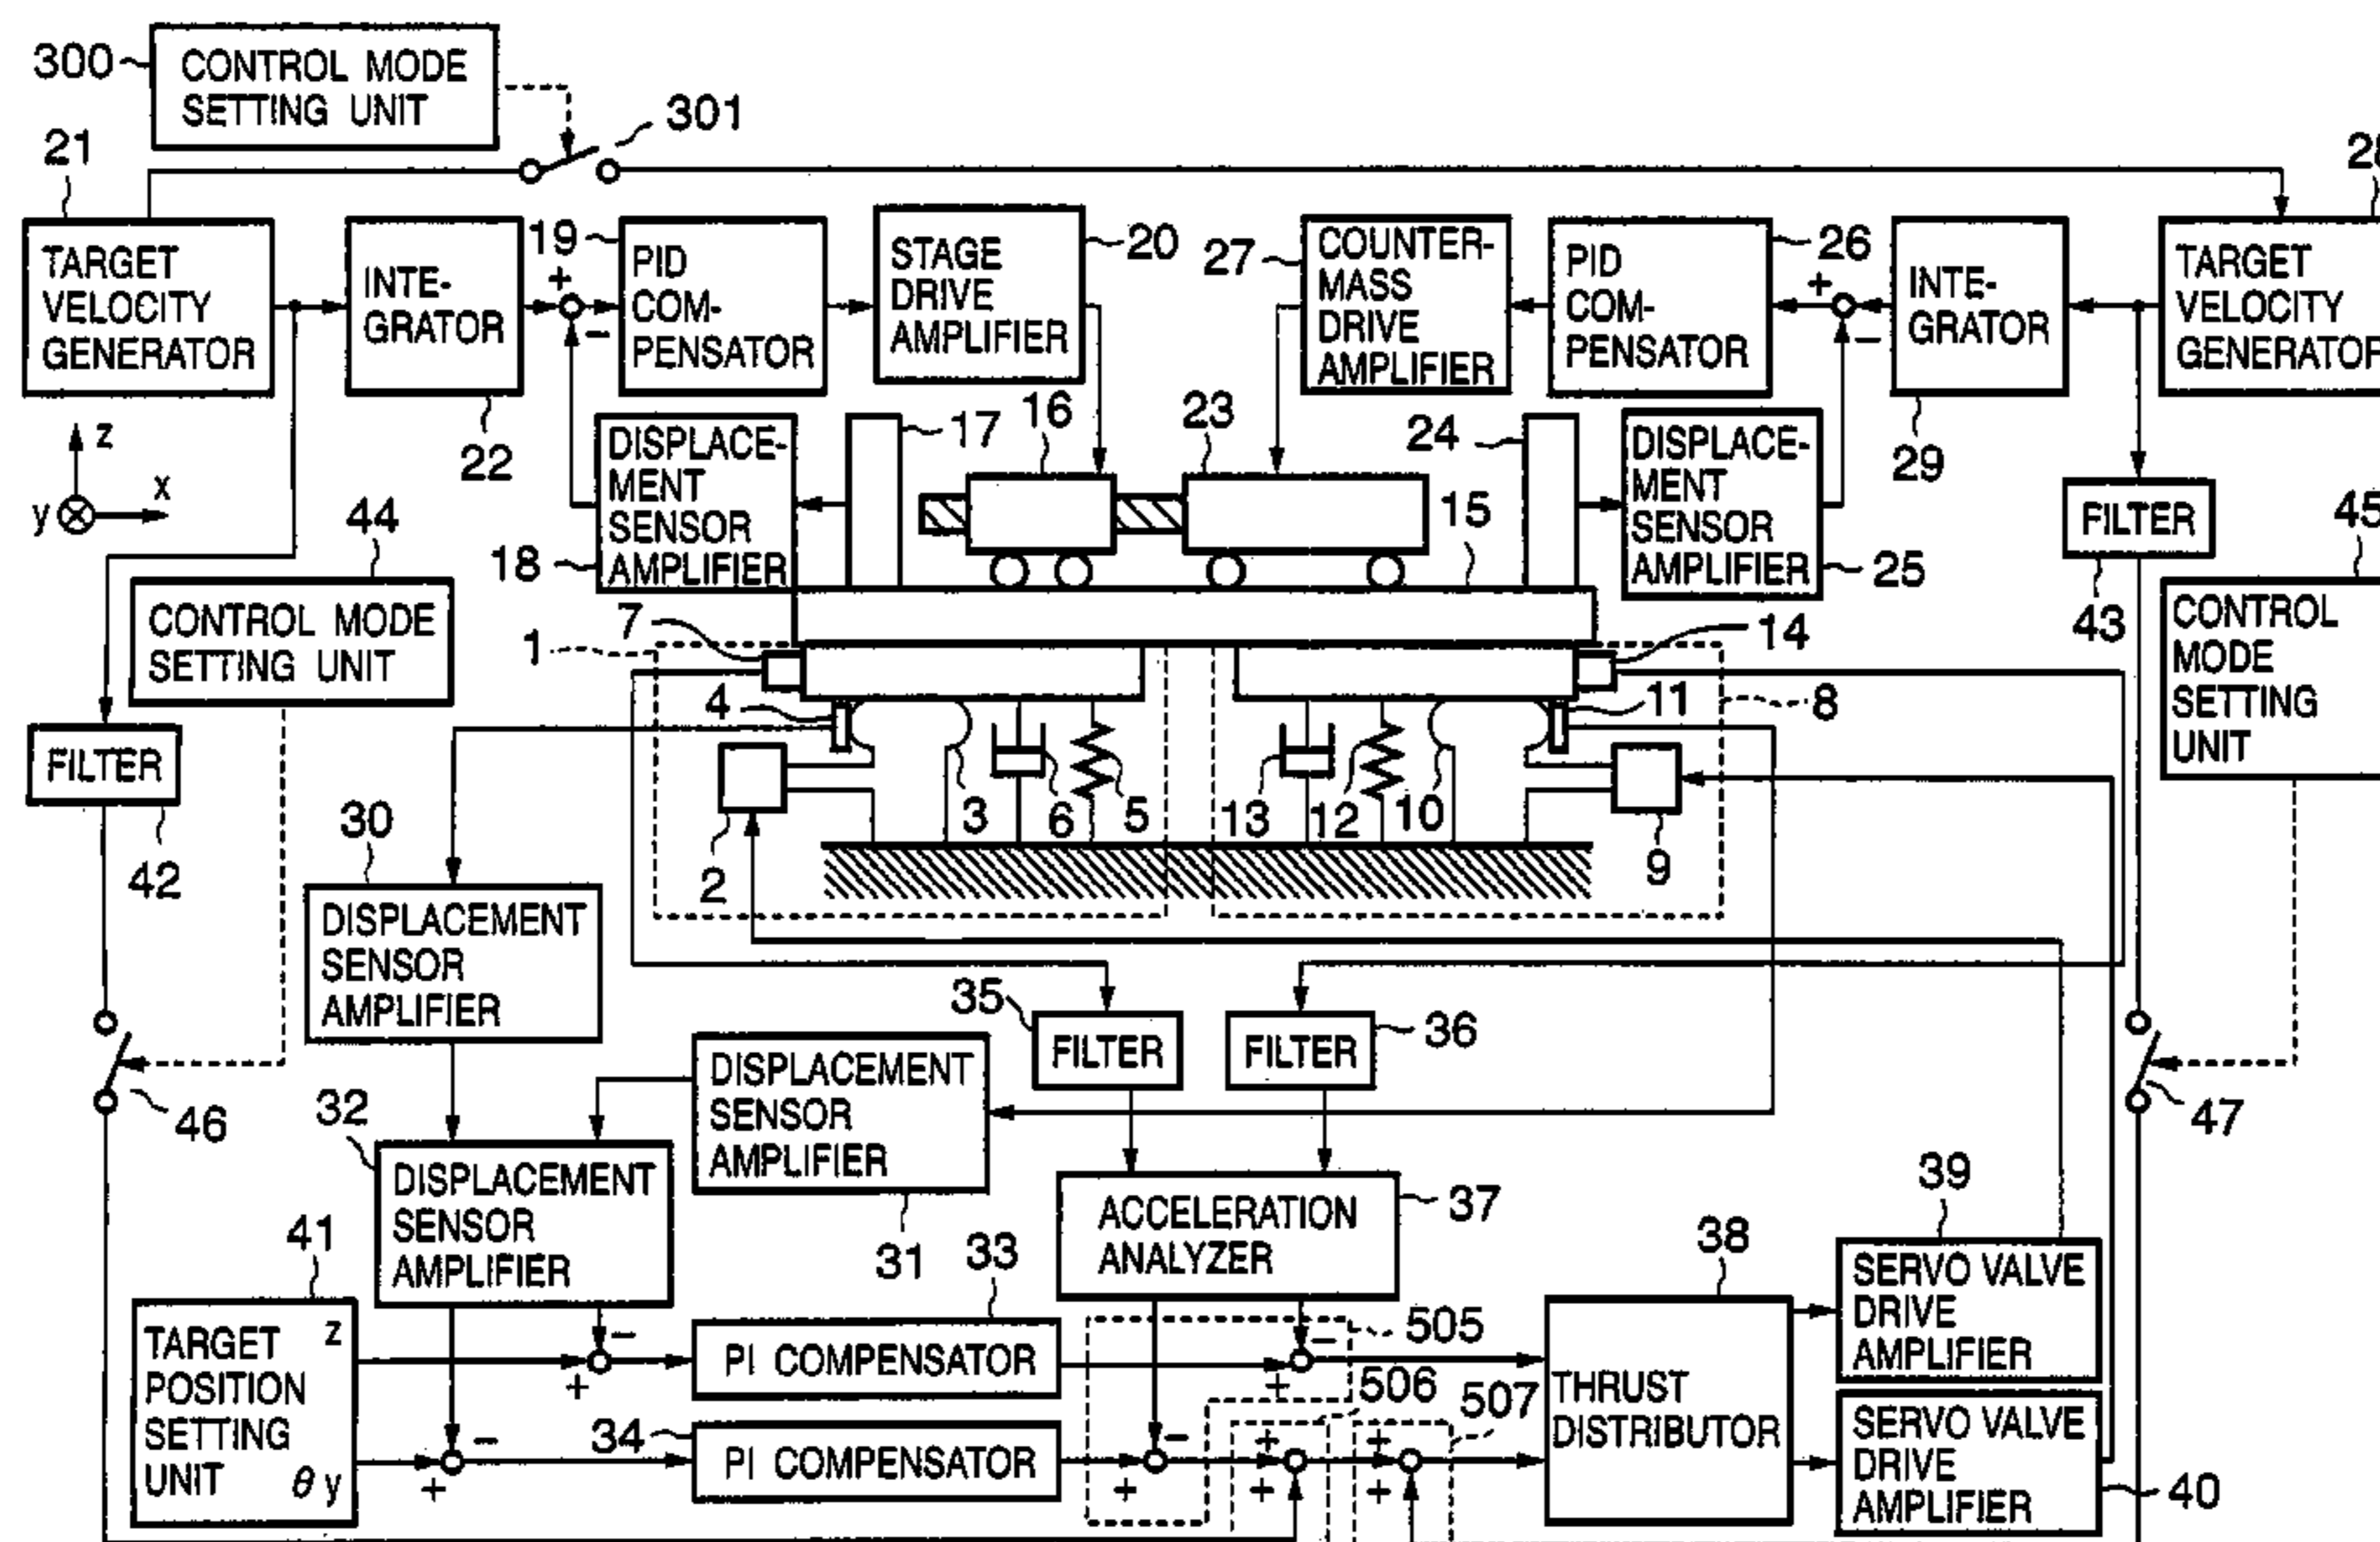 300
CONTROL MODE
SETTING UNIT
301
21
TARGET
VELOCITY
GENERATOR
INTE-
GRATOR
22
19
+
−
PID
COM-
PENSATOR
STAGE
DRIVE
AMPLIFIER
20
27
COUNTER-
MASS
DRIVE
AMPLIFIER
PID
COM-
PENSATOR
26
+
−
INTE-
GRATOR
29
TARGET
VELOCITY
GENERATOR
z
x
y
44
CONTROL MODE
SETTING UNIT
18
DISPLACE-
MENT
SENSOR
AMPLIFIER
17
16
23
24
15
DISPLACE-
MENT
SENSOR
AMPLIFIER
25
FILTER
43
45
CONTROL
MODE
SETTING
UNIT
1
7
4
14
11
8
FILTER
42
2
3
6
5
13
12
10
9
30
DISPLACEMENT
SENSOR
AMPLIFIER
46
35
FILTER
FILTER
36
47
32
DISPLACEMENT
SENSOR
AMPLIFIER
DISPLACEMENT
SENSOR
AMPLIFIER
31
ACCELERATION
ANALYZER
37
39
SERVO VALVE
DRIVE
AMPLIFIER
41
TARGET
POSITION
SETTING
UNIT
z
θy
−
+
−
+
33
PI COMPENSATOR
34
PI COMPENSATOR
505
−
+
506
507
−
+
+
+
+
+
38
THRUST
DISTRIBUTOR
SERVO VALVE
DRIVE
AMPLIFIER
40